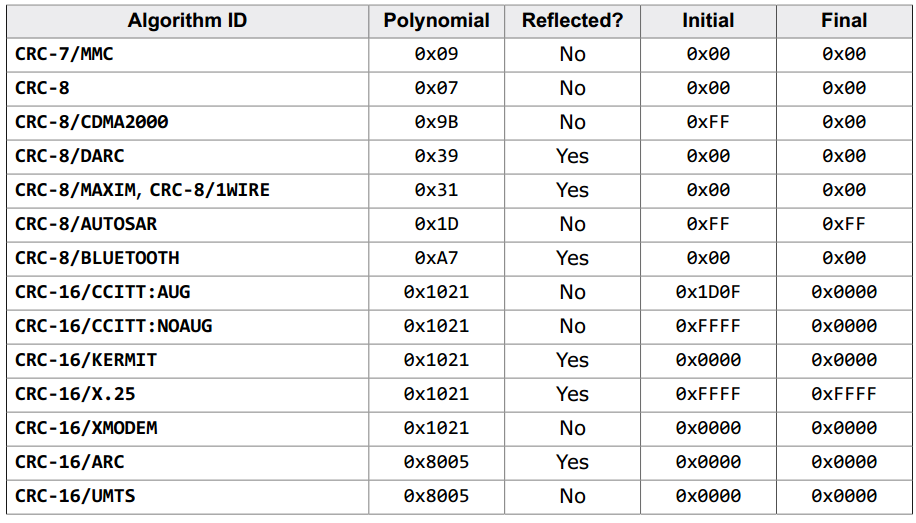 Algorithm ID Polynomial Reflected? Initial Final
CRC-7/MMC 0x09 No 0x00 0x00
CRC-8 0x07 No 0x00 0x00
CRC-8/CDMA2000 0x9B No 0xFF 0x00
CRC-8/DARC 0x39 Yes 0x00 0x00
CRC-8/MAXIM, CRC-8/1WIRE 0x31 Yes 0x00 0x00
CRC-8/AUTOSAR 0x1D No 0xFF 0xFF
CRC-8/BLUETOOTH 0xA7 Yes 0x00 0x00
CRC-16/CCITT:AUG 0x1021 No 0x1D0F 0x0000
CRC-16/CCITT:NOAUG 0x1021 No 0xFFFF 0x0000
CRC-16/KERMIT 0x1021 Yes 0x0000 0x0000
CRC-16/X.25 0x1021 Yes 0xFFFF 0xFFFF
CRC-16/XMODEM 0x1021 No 0x0000 0x0000
CRC-16/ARC 0x8005 Yes 0x0000 0x0000
CRC-16/UMTS 0x8005 No 0x0000 0x0000